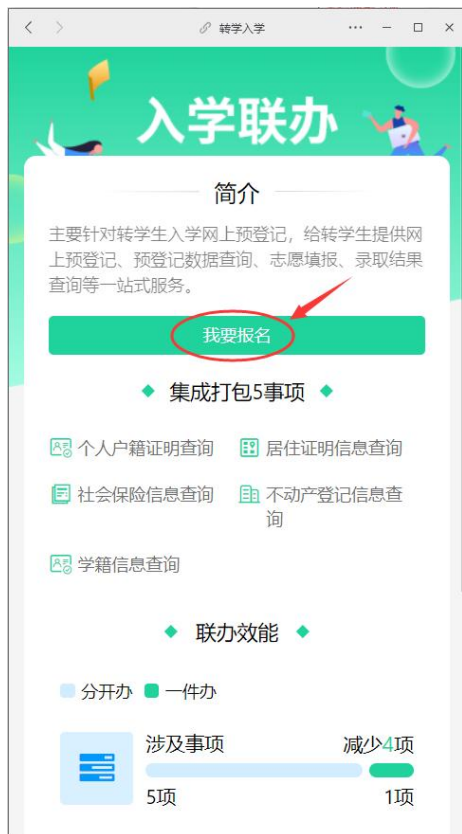 转学入学
入学联办
简介
主要针对转学生入学网上预登记，给转学生提供网
上预登记、预登记数据查询、志愿填报、录取结果
查询等一站式服务。
我要报名
集成打包5事项
个人户籍证明查询
居住证明信息查询
社会保险信息查询
不动产登记信息查
询
学籍信息查询
联办效能
分开办 一件办
涉及事项 减少4项
5项 1项